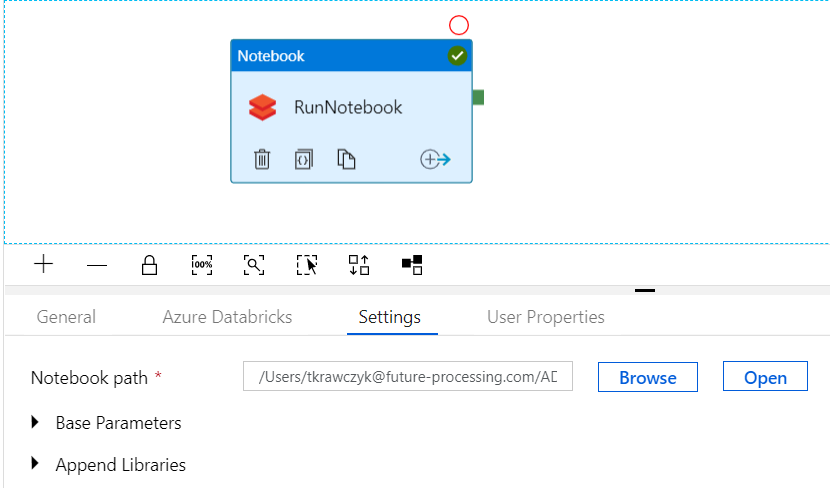 Notebook
RunNotebook
100%
General Azure Databricks Settings User Properties
Notebook path * /Users/tkrawczyk@future-processing.com/AD Browse Open
Base Parameters
Append Libraries